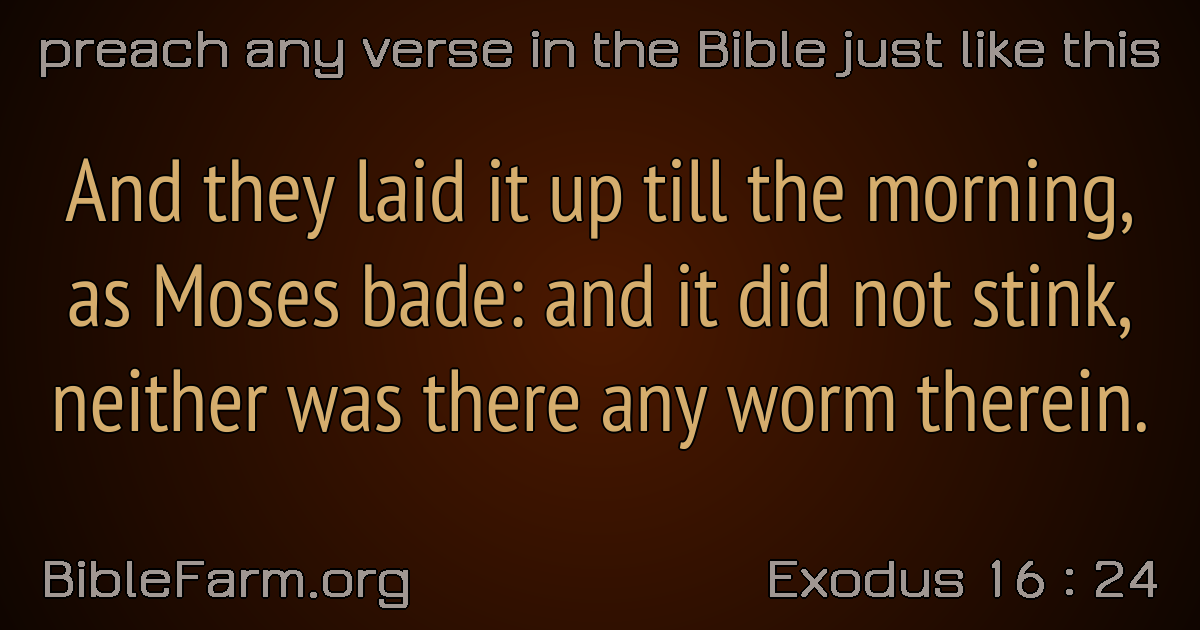 preach any verse in the Bible just like this
And they laid it up till the morning,
as Moses bade: and it did not stink,
neither was there any worm therein.
BibleFarm.org
Exodus 16 : 24